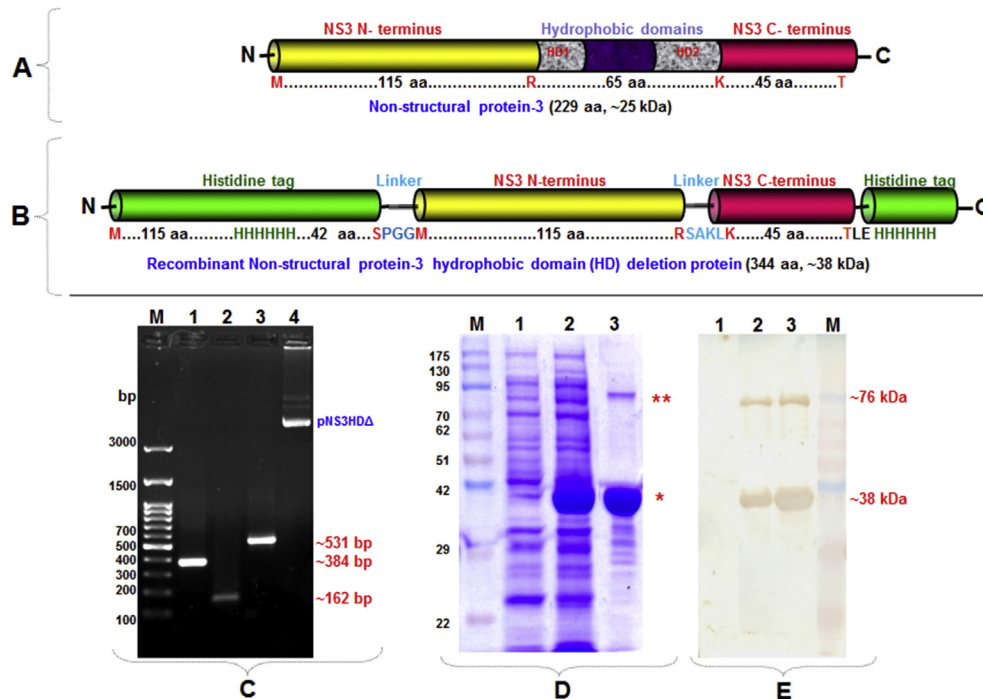 A
NS3 N- terminus Hydrophobic domains NS3 C- terminus
N HD1 HD2 C
M......................115 aa.......................R................65 aa ................K........45 aa............T
Non-structural protein-3 (229 aa, ~25 kDa)
B
Histidine tag Linker NS3 N-terminus Linker NS3 C-terminus Histidine tag
N C
M....115 aa.........HHHHHH...42 aa...SPGGM......................115 aa.......................RSAKLK........45 aa........TLE HHHHHH
Recombinant Non-structural protein-3 hydrophobic domain (HD) deletion protein (344 aa, ~38 kDa)
M 1 2 3 4
bp
pNS3HDΔ
3000
1500
700
500
400
300
200
100
~531 bp
~384 bp
~162 bp
C
M 1 2 3
175
130
95
70
62
51
42
29
22
**
*
D
1 2 3 M
~76 kDa
~38 kDa
E